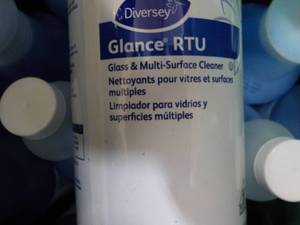 Diversey
Glance® RTU
Glass & Multi-Surface Cleaner
Nettoyants pour vitres et surfaces
multiples
Limpiador para vidrios y
superficies múltiples